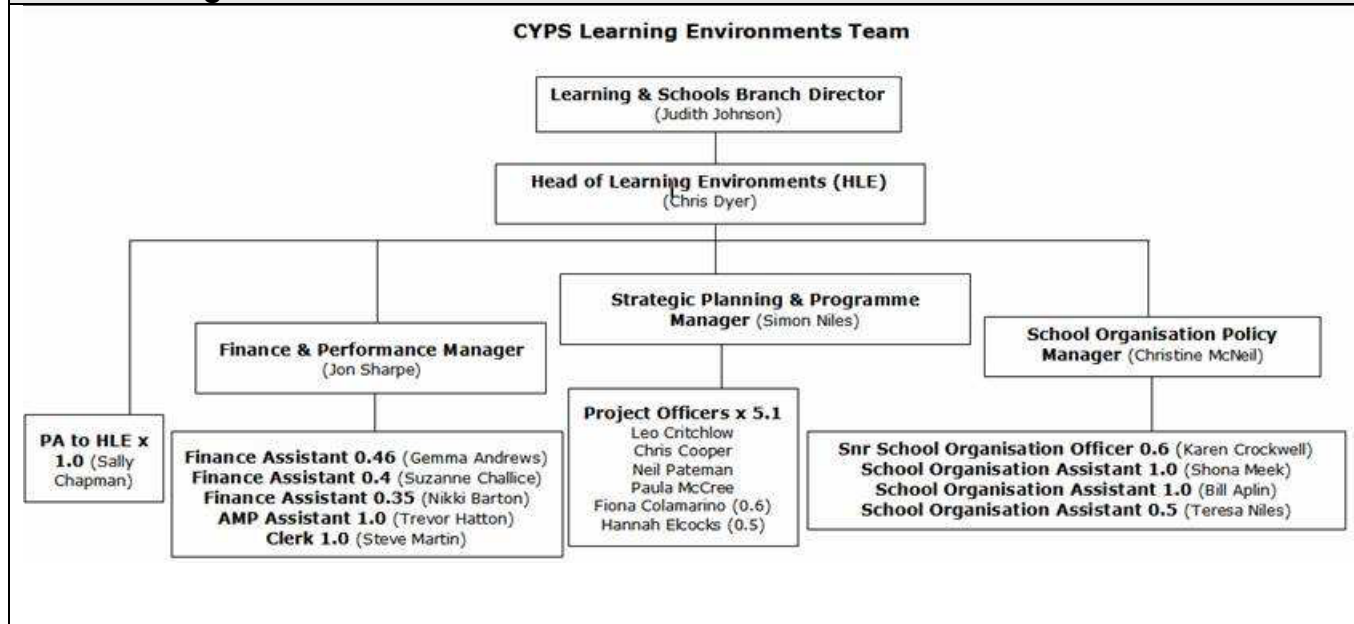 CYPS Learning Environments Team
Learning & Schools Branch Director
(Judith Johnson)
Head of Learning Environments (HLE)
(Chris Dyer)
Strategic Planning & Programme
Manager (Simon Niles)
Finance & Performance Manager
(Jon Sharpe)
School Organisation Policy
Manager (Christine McNeil)
PA to HLE x
1.0 (Sally
Chapman)
Finance Assistant 0.46 (Gemma Andrews)
Finance Assistant 0.4 (Suzanne Challice)
Finance Assistant 0.35 (Nikki Barton)
AMP Assistant 1.0 (Trevor Hatton)
Clerk 1.0 (Steve Martin)
Project Officers x 5.1
Leo Critchlow
Chris Cooper
Neil Pateman
Paula McCree
Fiona Colamarino (0.6)
Hannah Elcocks (0.5)
Snr School Organisation Officer 0.6 (Karen Crockwell)
School Organisation Assistant 1.0 (Shona Meek)
School Organisation Assistant 1.0 (Bill Aplin)
School Organisation Assistant 0.5 (Teresa Niles)